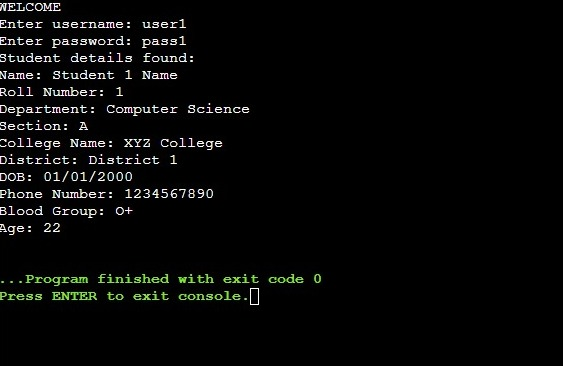 WELCOME
Enter username: user1
Enter password: pass1
Student details found:
Name: Student 1 Name
Roll Number: 1
Department: Computer Science
Section: A
College Name: XYZ College
District: District 1
DOB: 01/01/2000
Phone Number: 1234567890
Blood Group: O+
Age: 22
...Program finished with exit code 0
Press ENTER to exit console.